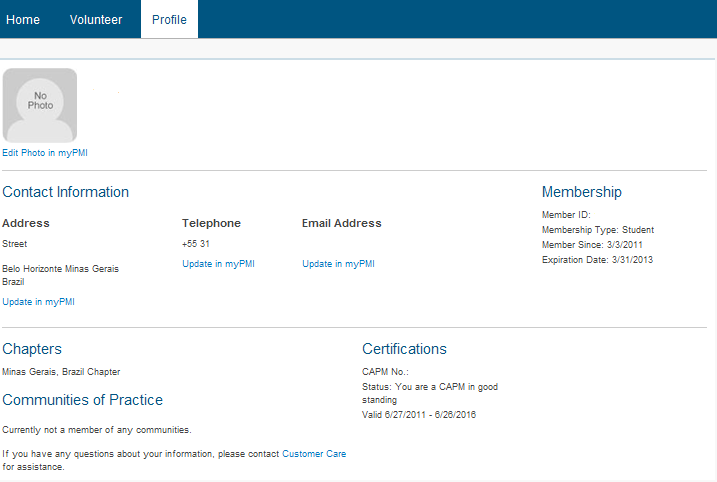 Home Volunteer Profile
No
Photo
Edit Photo in myPMI
Contact Information
Address
Street
Belo Horizonte Minas Gerais
Brazil
Update in myPMI
Telephone
+55 31
Update in myPMI
Email Address
Update in myPMI
Membership
Member ID:
Membership Type: Student
Member Since: 3/3/2011
Expiration Date: 3/31/2013
Chapters
Minas Gerais, Brazil Chapter
Communities of Practice
Currently not a member of any communities.
If you have any questions about your information, please contact Customer Care
for assistance.
Certifications
CAPM No.:
Status: You are a CAPM in good
standing
Valid 6/27/2011 - 6/26/2016